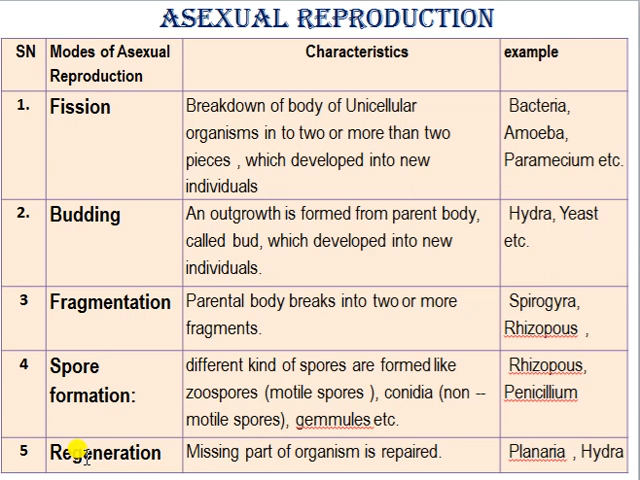 ASEXUAL REPRODUCTION
SN
Modes of Asexual
Reproduction
Characteristics
example
1.
Fission
Breakdown of body of Unicellular
organisms in to two or more than two
pieces , which developed into new
individuals
Bacteria,
Amoeba,
Paramecium etc.
2.
Budding
An outgrowth is formed from parent body,
called bud, which developed into new
individuals.
Hydra, Yeast
etc.
3
Fragmentation
Parental body breaks into two or more
fragments.
Spirogyra,
Rhizopous ,
4
Spore
formation:
different kind of spores are formed like
zoospores (motile spores ), conidia (non --
motile spores), gemmules etc.
Rhizopous,
Penicillium
5
Regeneration
Missing part of organism is repaired.
Planaria , Hydra